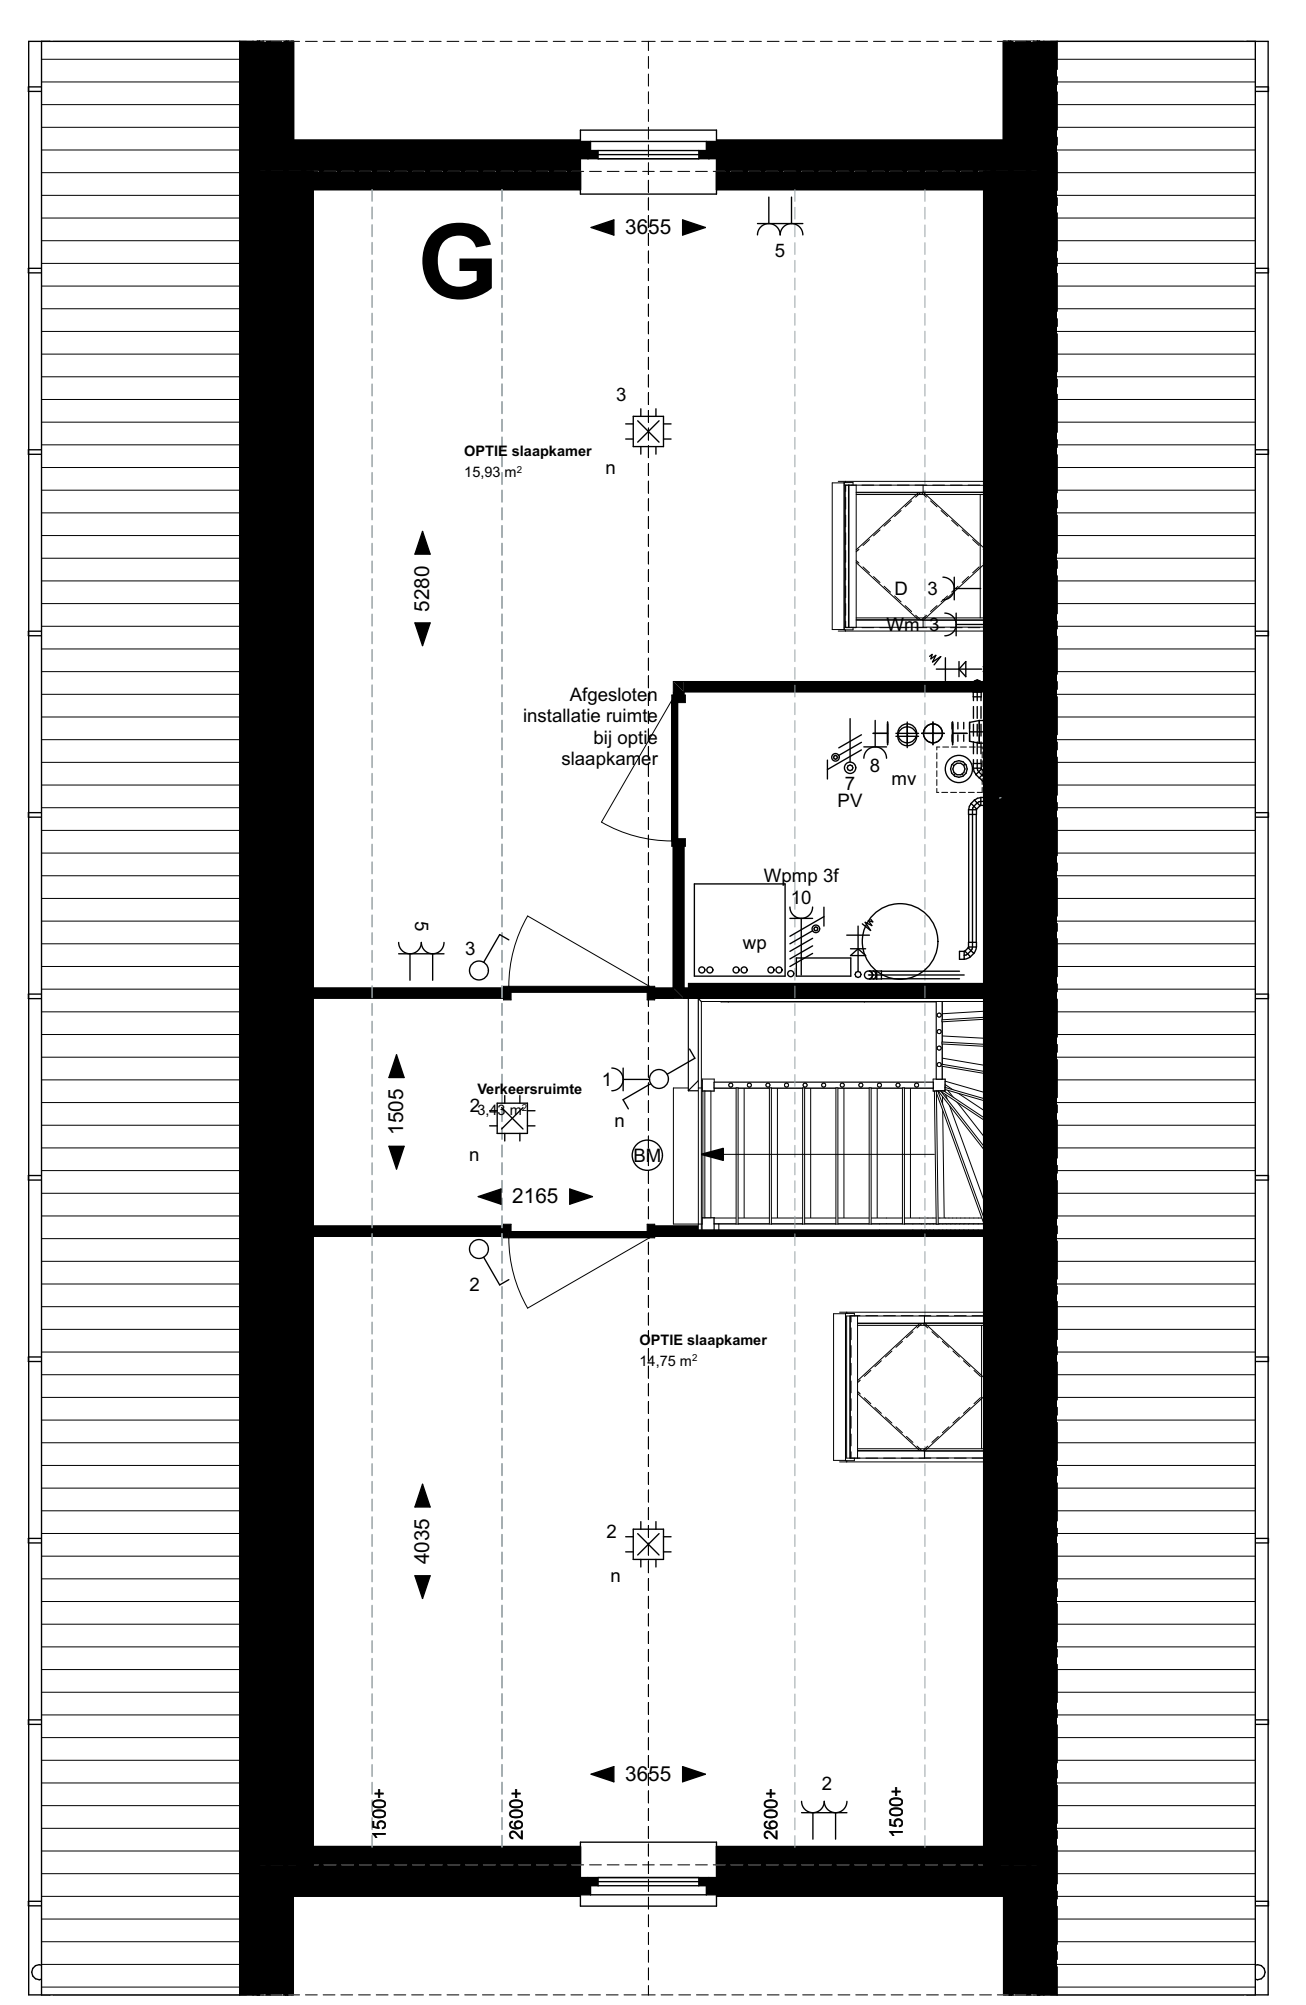 G
3655
5
3
OPTIE slaapkamer
15,93 m²
n
5280
D 3
Wm 3
Afgesloten
installatie ruimte
bij optie
slaapkamer
8
7
mv
PV
Wpmp 3f
10
wp
5
3
1505
1
Verkeersruimte
2
3,43 m²
n
n
BM
2165
2
OPTIE slaapkamer
14,75 m²
4035
2
n
3655
2
1500+
2600+
2600+
1500+